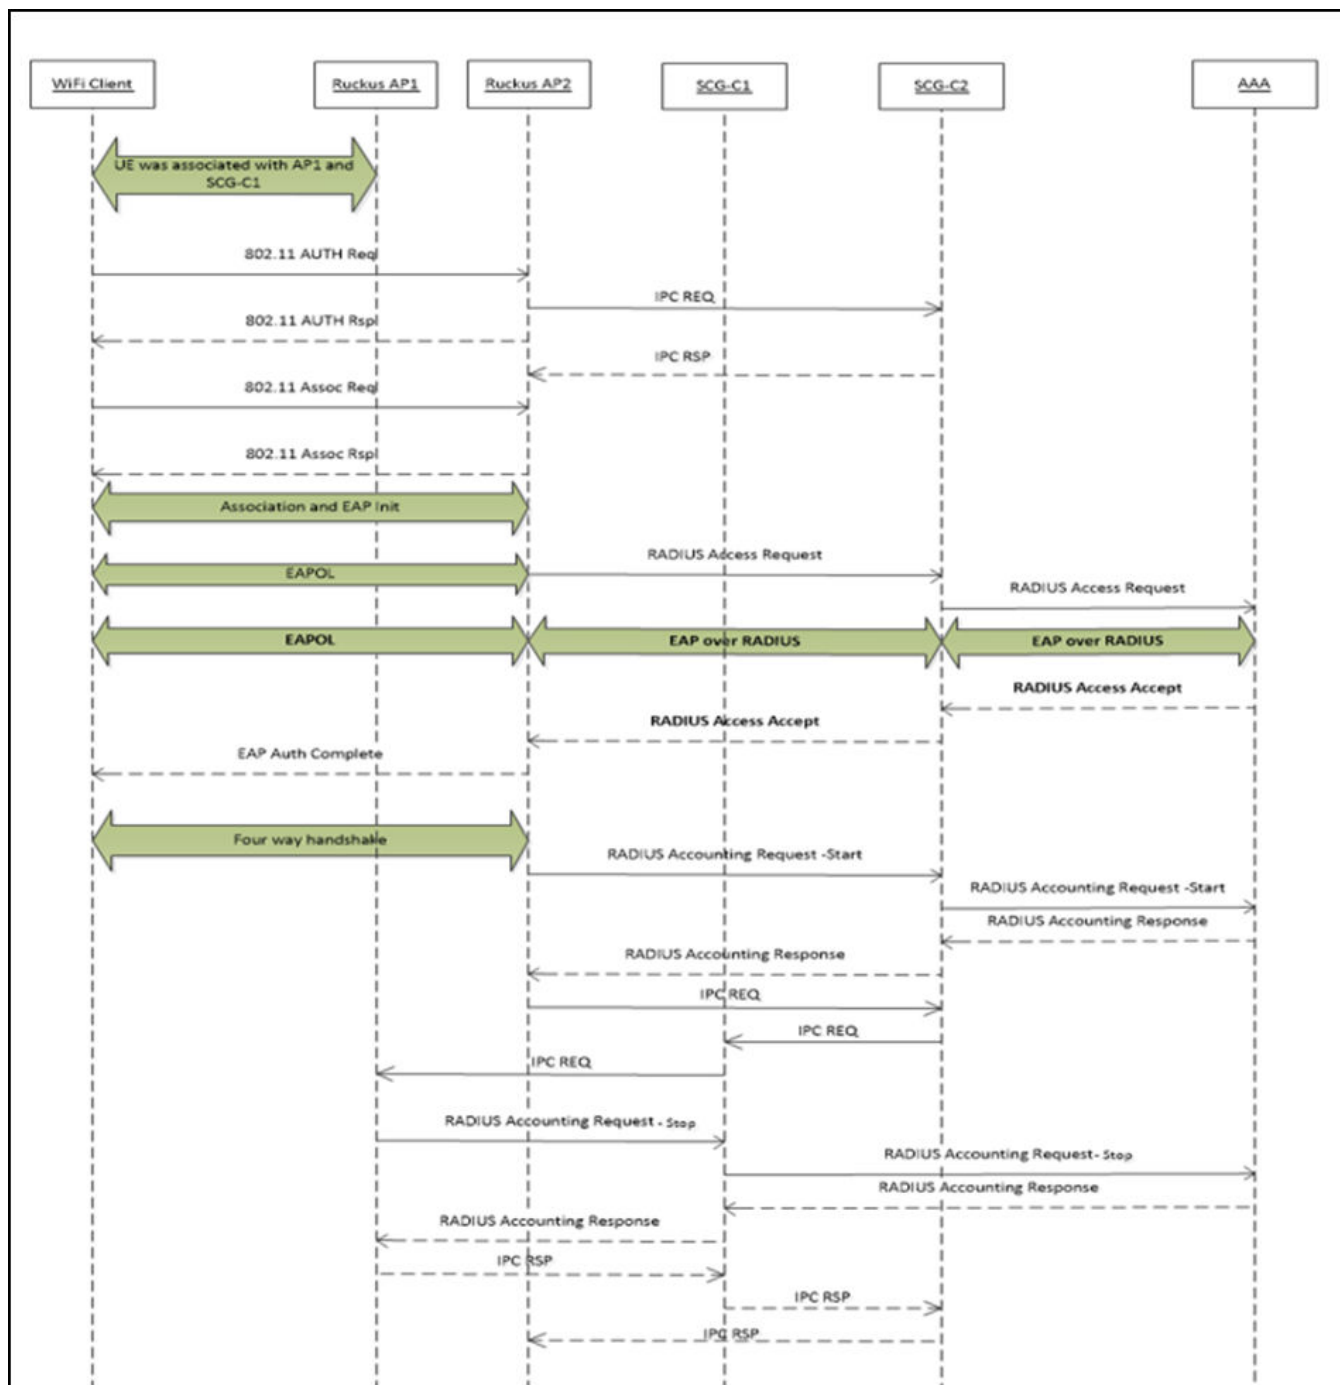 WiFi Client
Ruckus AP1
Ruckus AP2
SCG-C1
SCG-C2
AAA
UE was associated with AP1 and
SCG-C1
802.11 AUTH Req
IPC REQ
802.11 AUTH Rsp
IPC RSP
802.11 Assoc Req
802.11 Assoc Rsp
Association and EAP Init
RADIUS Access Request
EAPOL
RADIUS Access Request
EAPOL
EAP over RADIUS
EAP over RADIUS
RADIUS Access Accept
RADIUS Access Accept
EAP Auth Complete
Four way handshake
RADIUS Accounting Request -Start
RADIUS Accounting Request -Start
RADIUS Accounting Response
RADIUS Accounting Response
IPC REQ
IPC REQ
IPC REQ
RADIUS Accounting Request - Stop
RADIUS Accounting Request- Stop
RADIUS Accounting Response
RADIUS Accounting Response
IPC RSP
IPC RSP
IPC RSP